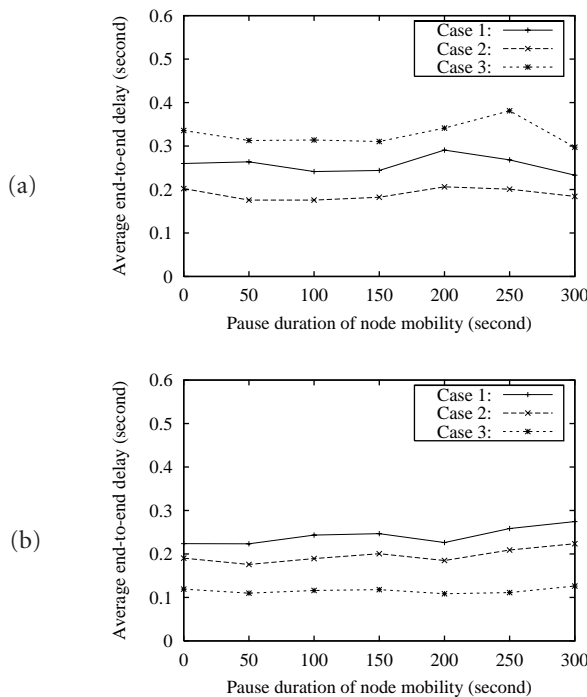 (a)
Average end-to-end delay (second)
0.6
0.5
0.4
0.3
0.2
0.1
0
Case 1:
Case 2:
Case 3:
0 50 100 150 200 250 300
Pause duration of node mobility (second)
(b)
Average end-to-end delay (second)
0.6
0.5
0.4
0.3
0.2
0.1
0
Case 1:
Case 2:
Case 3:
0 50 100 150 200 250 300
Pause duration of node mobility (second)